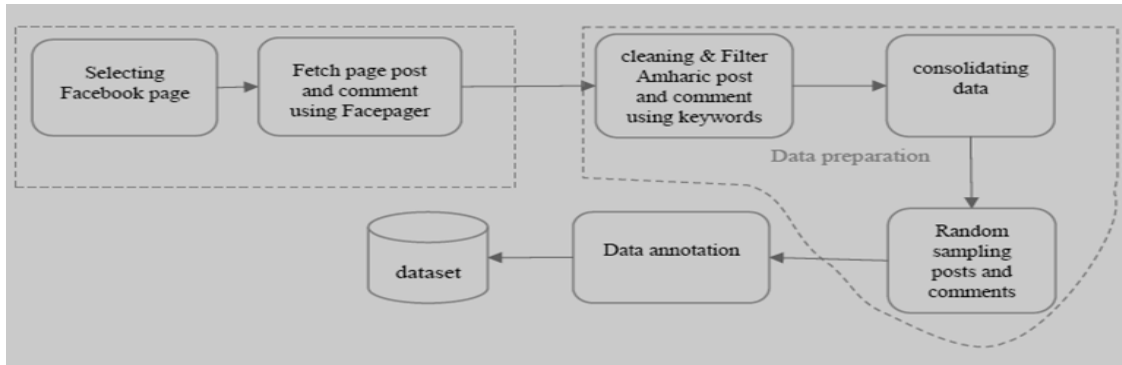 Selecting
Facebook page
Fetch page post
and comment
using Facepager
cleaning & Filter
Amharic post
and comment
using keywords
consolidating
data
Data preparation
Random
sampling
posts and
comments
Data annotation
dataset